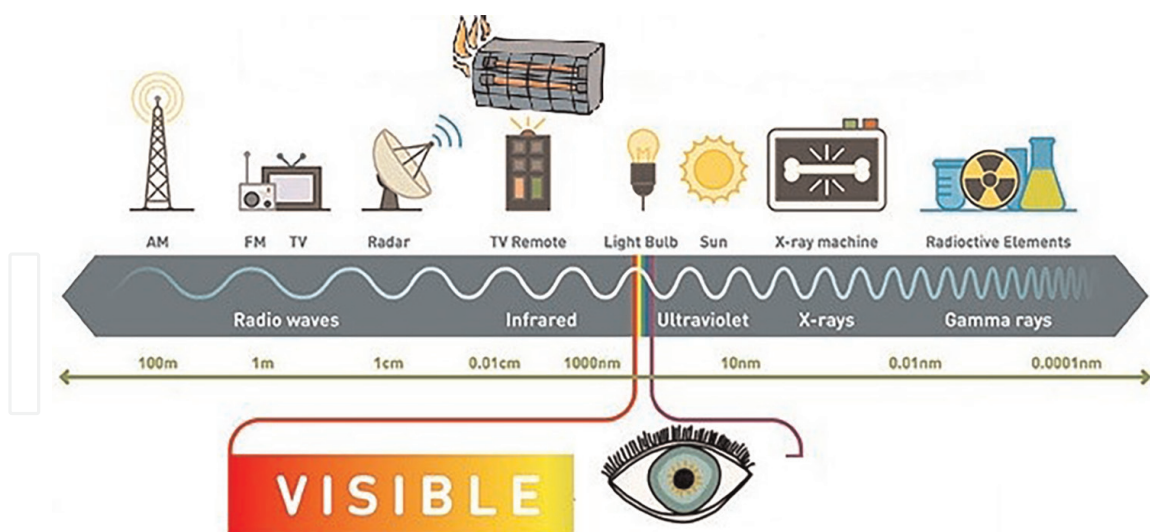 AM FM TV Radar TV Remote Light Bulb Sun X-ray machine Radioctive Elements
Radio waves Infrared Ultraviolet X-rays Gamma rays
100m 1m 1cm 0.01cm 1000nm 10nm 0.01nm 0.0001nm
VISIBLE